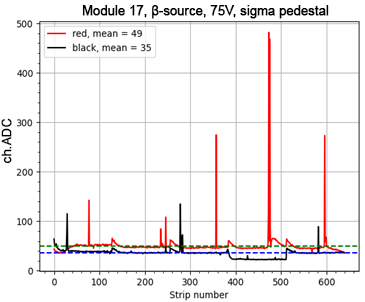 Module 17, β-source, 75V, sigma pedestal
red, mean = 49
black, mean = 35
ch.ADC
500
400
300
200
100
0
0 100 200 300 400 500 600
Strip number